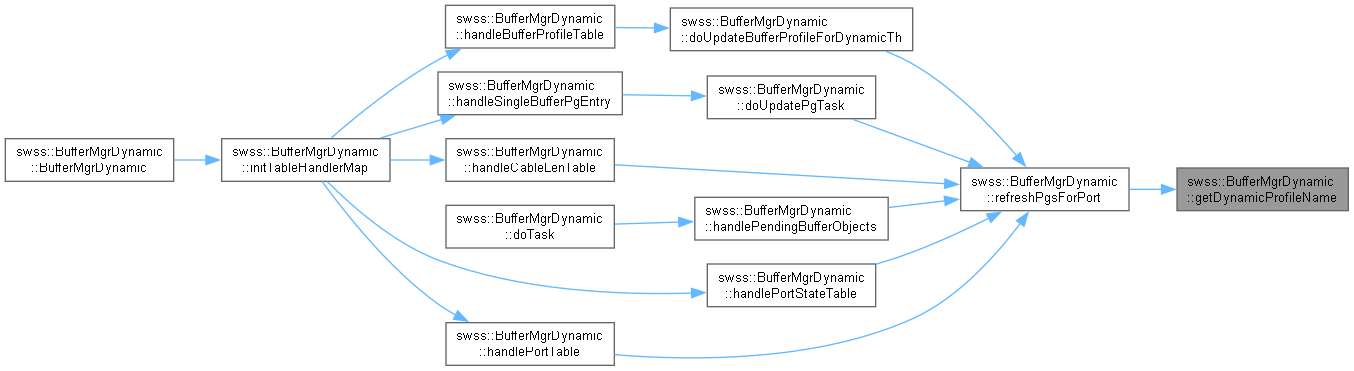 swss::BufferMgrDynamic
::handleBufferProfileTable
swss::BufferMgrDynamic
::doUpdateBufferProfileForDynamicTh
swss::BufferMgrDynamic
::handleSingleBufferPgEntry
swss::BufferMgrDynamic
::doUpdatePgTask
swss::BufferMgrDynamic
::BufferMgrDynamic
swss::BufferMgrDynamic
::initTableHandlerMap
swss::BufferMgrDynamic
::handleCableLenTable
swss::BufferMgrDynamic
::refreshPgsForPort
swss::BufferMgrDynamic
::getDynamicProfileName
swss::BufferMgrDynamic
::doTask
swss::BufferMgrDynamic
::handlePendingBufferObjects
swss::BufferMgrDynamic
::handlePortStateTable
swss::BufferMgrDynamic
::handlePortTable